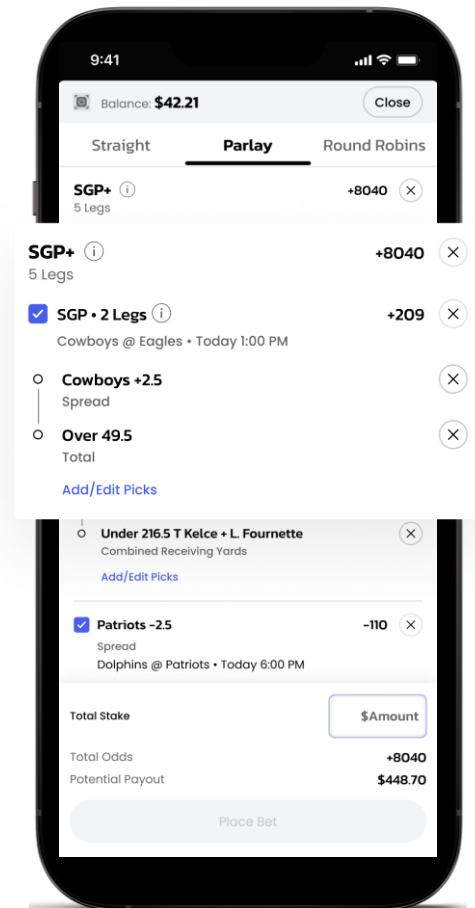 9:41
Balance: $42.21 Close
Straight Parlay Round Robins
SGP+ +8040
5 Legs
SGP+ +8040
5 Legs
SGP • 2 Legs +209
Cowboys @ Eagles • Today 1:00 PM
Cowboys +2.5
Spread
Over 49.5
Total
Add/Edit Picks
Under 216.5 T Kelce + L. Fournette
Combined Receiving Yards
Add/Edit Picks
Patriots -2.5 -110
Spread
Dolphins @ Patriots • Today 6:00 PM
Total Stake $Amount
Total Odds +8040
Potential Payout $448.70
Place Bet